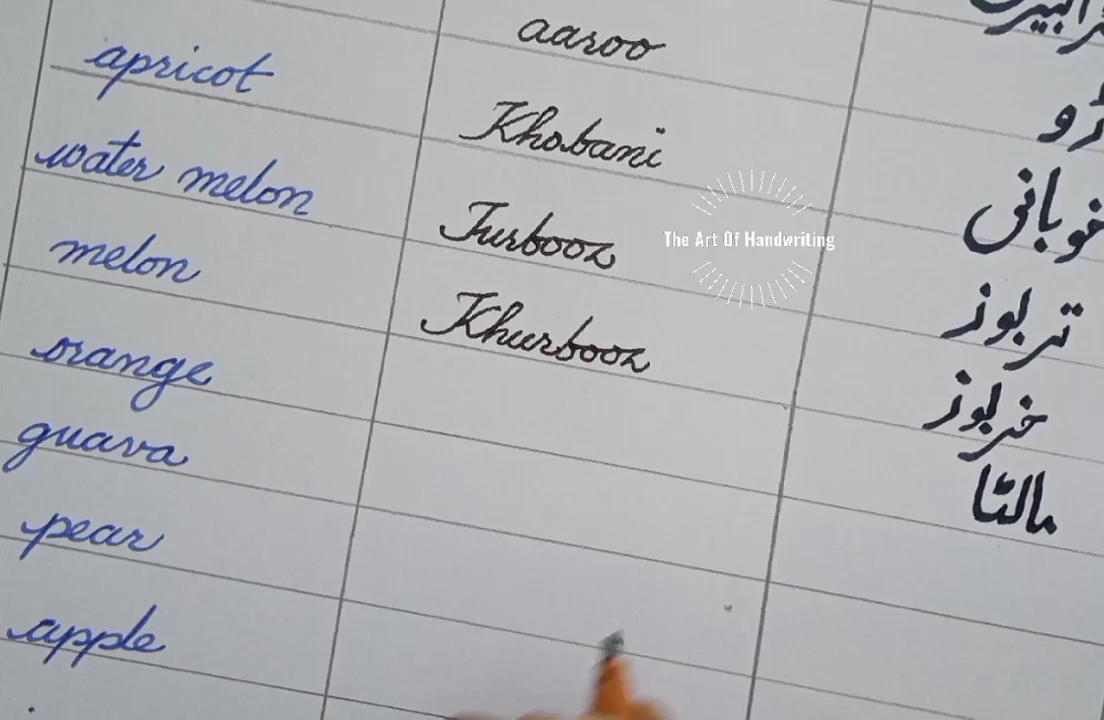 aaroo
apricot Khobani خوبانی
water melon Turbooz تربوز
melon Khurbooz خربوز
orange مالٹا
guava
pear
apple
The Art Of Handwriting